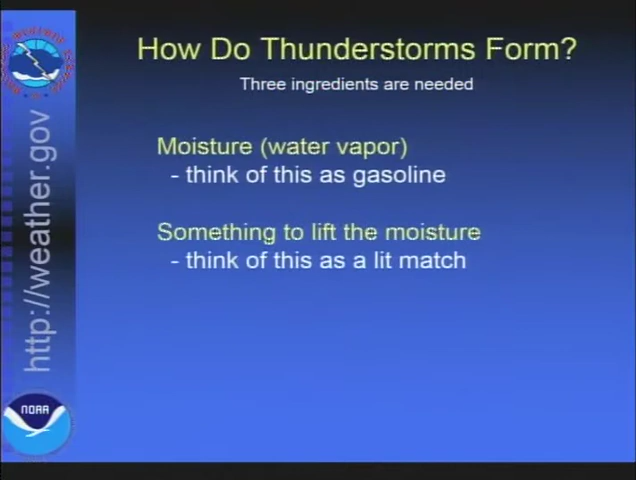 How Do Thunderstorms Form?
Three ingredients are needed
Moisture (water vapor)
- think of this as gasoline
Something to lift the moisture
- think of this as a lit match
http://weather.gov
NOAA